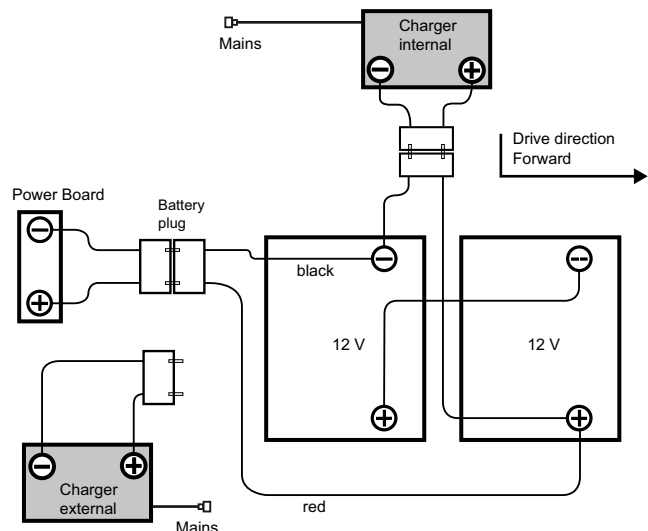 Charger
internal
Mains
Drive direction
Forward
Power Board
Battery
plug
black
12 V
12 V
Charger
external
red
Mains